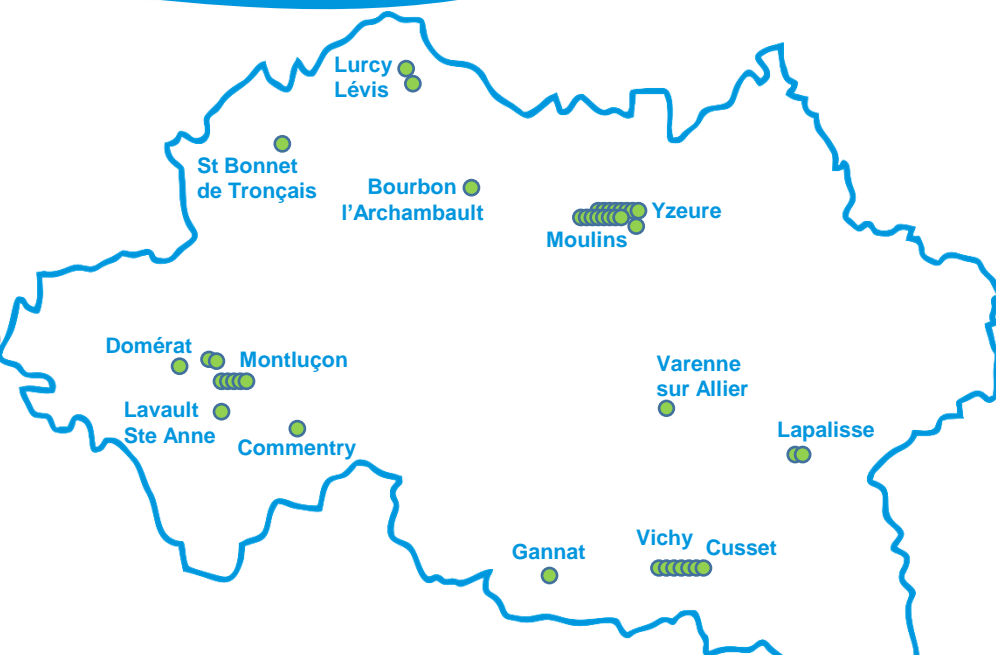 Lurcy
Lévis
St Bonnet
de Tronçais
Bourbon
l'Archambault
Yzeure
Moulins
Domérat
Montluçon
Varenne
sur Allier
Lavault
Ste Anne
Commentry
Lapalisse
Vichy
Cusset
Gannat